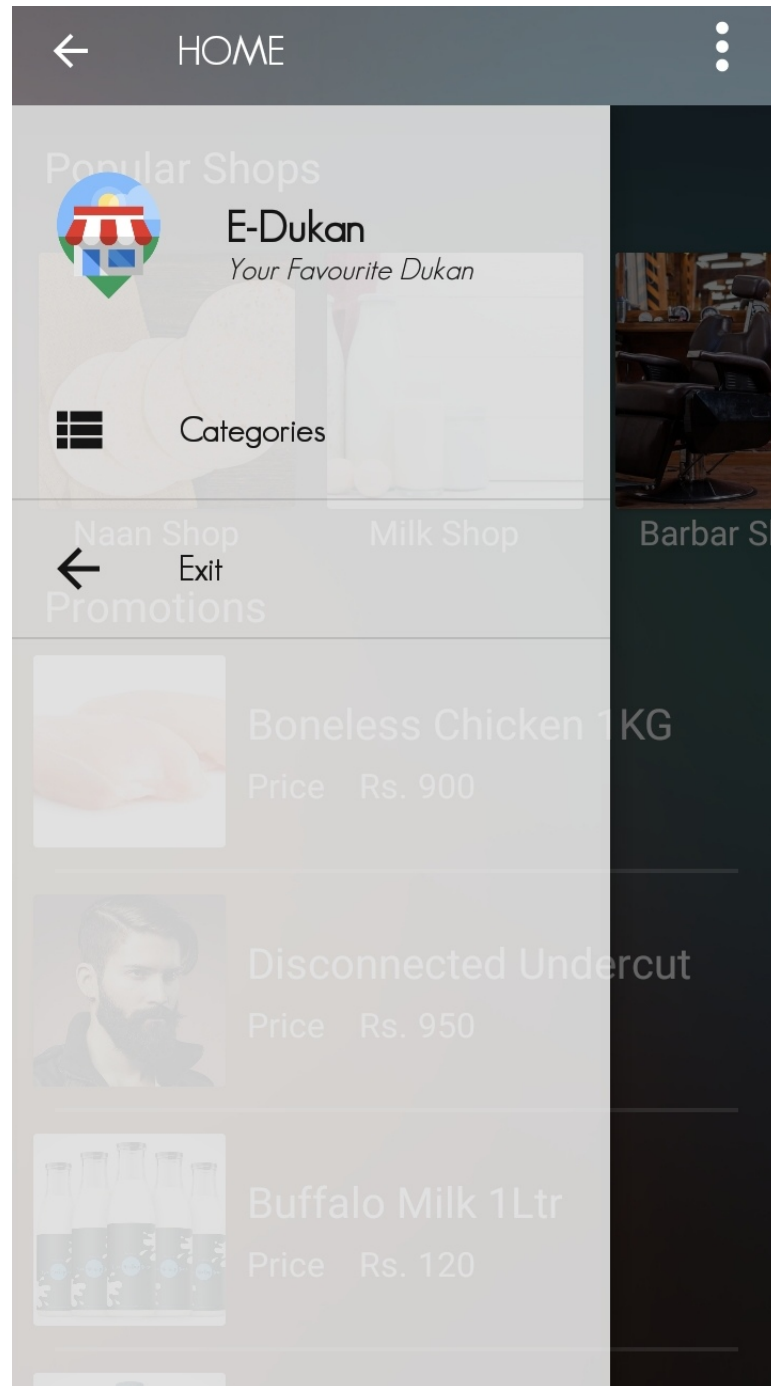 HOME
Popular Shops
E-Dukan
Your Favourite Dukan
Categories
Naan Shop
Milk Shop
Barbar S
Exit
Promotions
Boneless Chicken 1KG
Price Rs. 900
Disconnected Undercut
Price Rs. 950
Buffalo Milk 1Ltr
Price Rs. 120